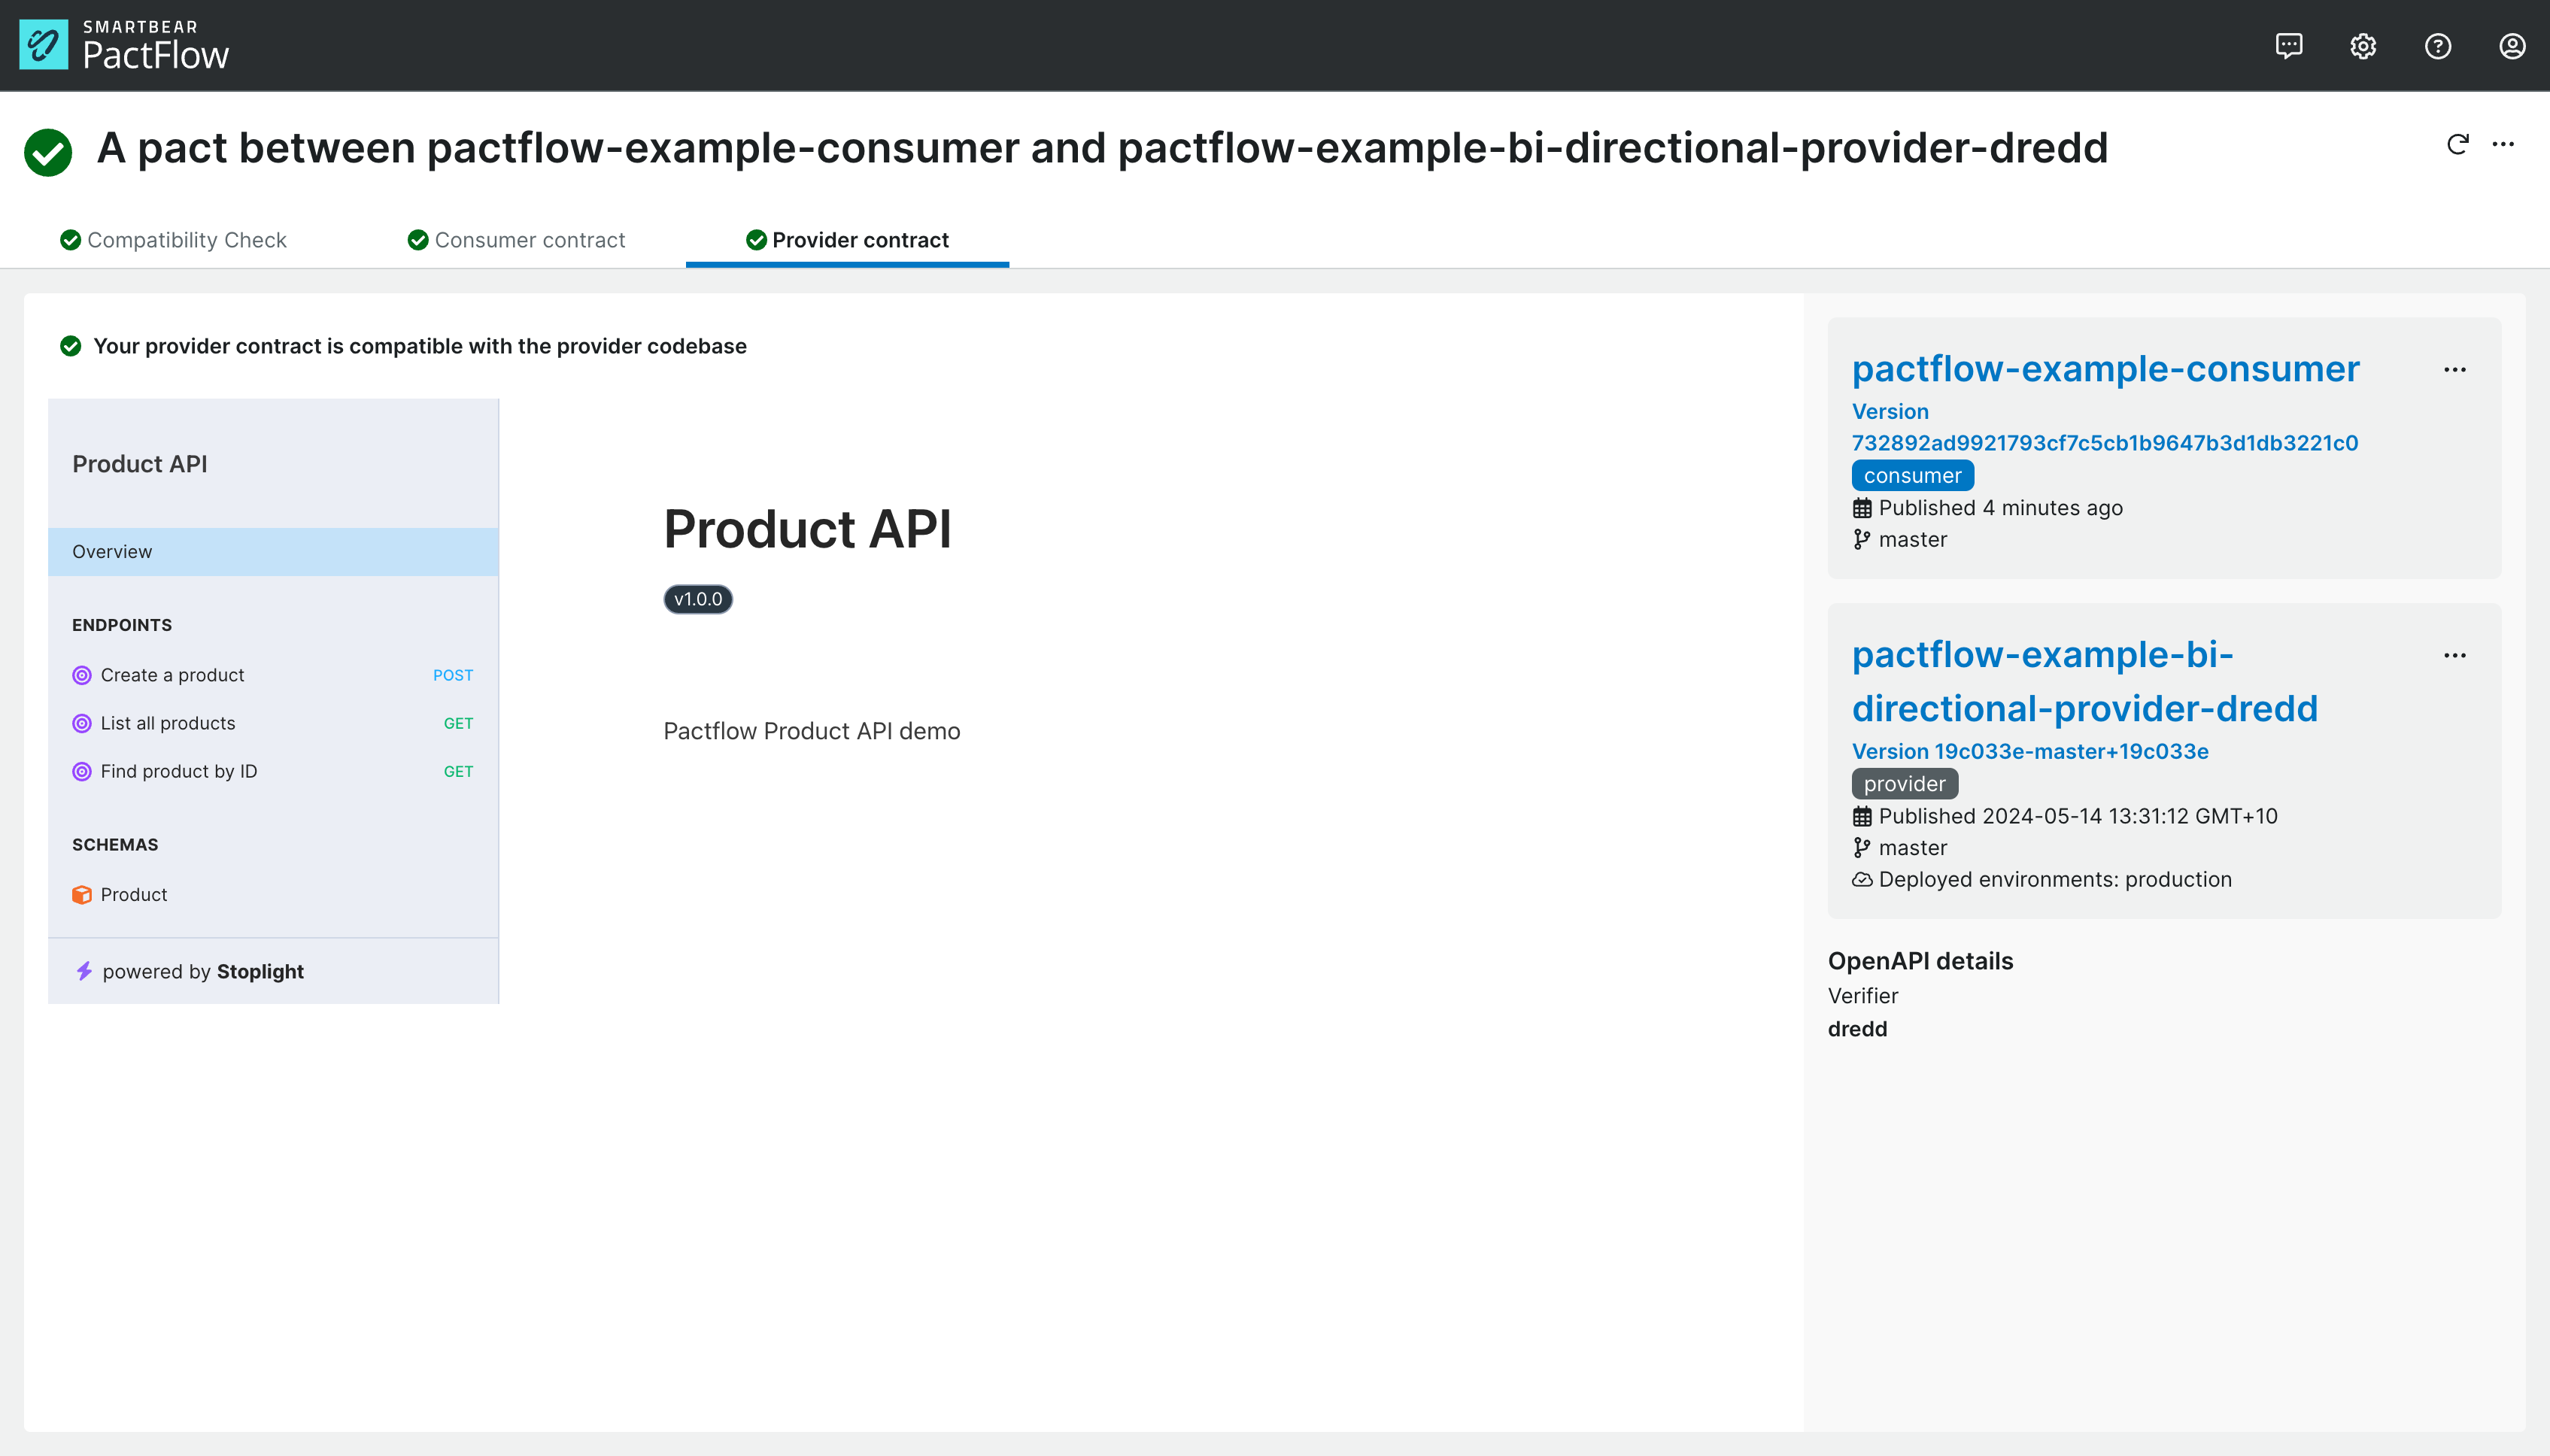 SMARTBEAR
PactFlow
A pact between pactflow-example-consumer and pactflow-example-bi-directional-provider-dredd
Compatibility Check
Consumer contract
Provider contract
Your provider contract is compatible with the provider codebase
Product API
Overview
ENDPOINTS
Create a product POST
List all products GET
Find product by ID GET
SCHEMAS
Product
powered by Stoplight
Product API
v1.0.0
Pactflow Product API demo
pactflow-example-consumer
Version
732892ad9921793cf7c5cb1b9647b3d1db3221c0
consumer
Published 4 minutes ago
master
pactflow-example-bi-
directional-provider-dredd
Version 19c033e-master+19c033e
provider
Published 2024-05-14 13:31:12 GMT+10
master
Deployed environments: production
OpenAPI details
Verifier
dredd